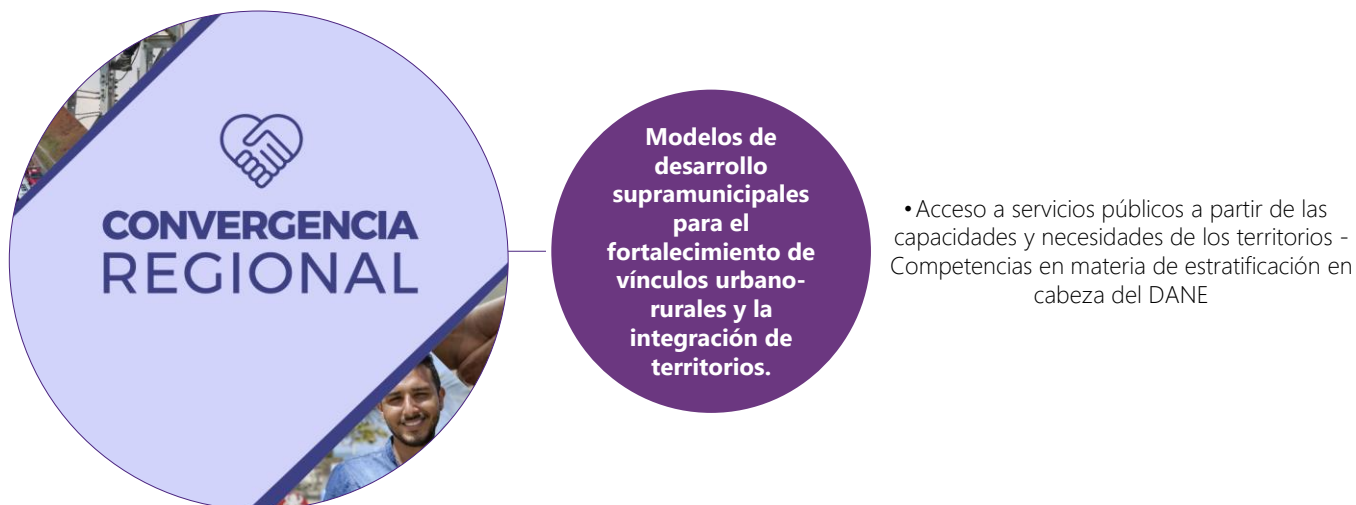 CONVERGENCIA
REGIONAL
Modelos de
desarrollo
supramunicipales
para el
fortalecimiento de
vínculos urbano-
rurales y la
integración de
territorios.
•Acceso a servicios públicos a partir de las
capacidades y necesidades de los territorios -
Competencias en materia de estratificación en
cabeza del DANE